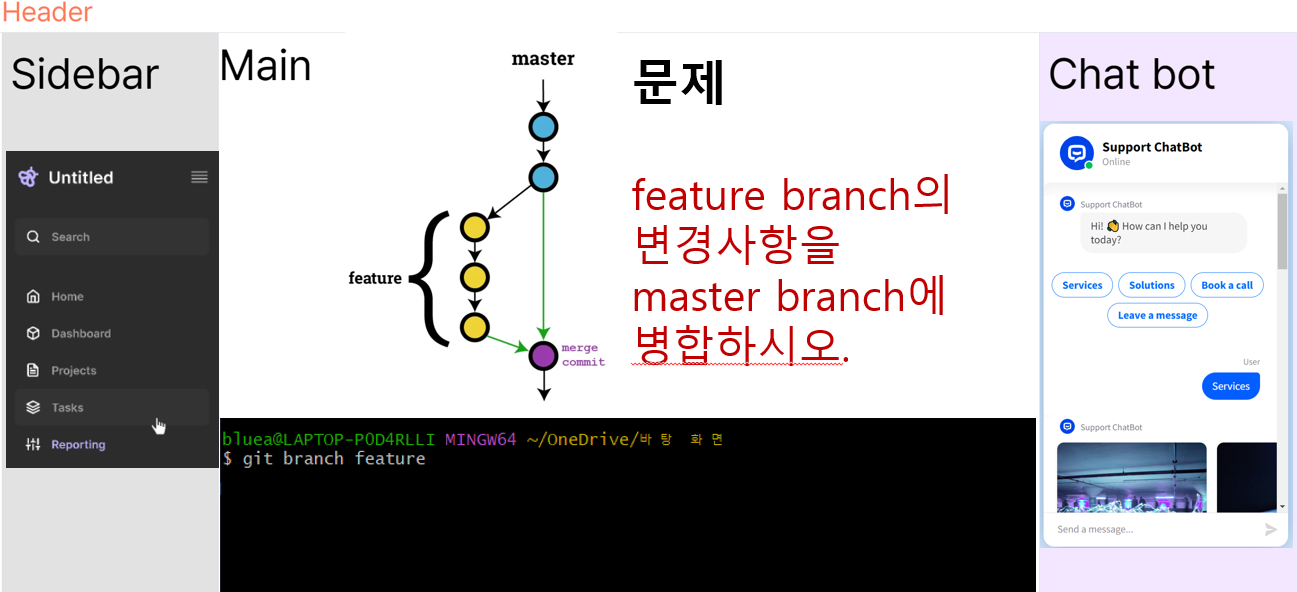 Header
Sidebar
Untitled
Search
Home
Dashboard
Projects
Tasks
Reporting
Main
master
feature
merge
commit
문제
feature branch의
변경사항을
master branch에
병합하시오.
bluea@LAPTOP-POD4RLLI MINGW64 ~/OneDrive/바탕 화면
$ git branch feature
Chat bot
Support ChatBot
Online
Support ChatBot
Hi! 👋 How can I help you
today?
Services Solutions Book a call
Leave a message
User
Services
Support ChatBot
Send a message...